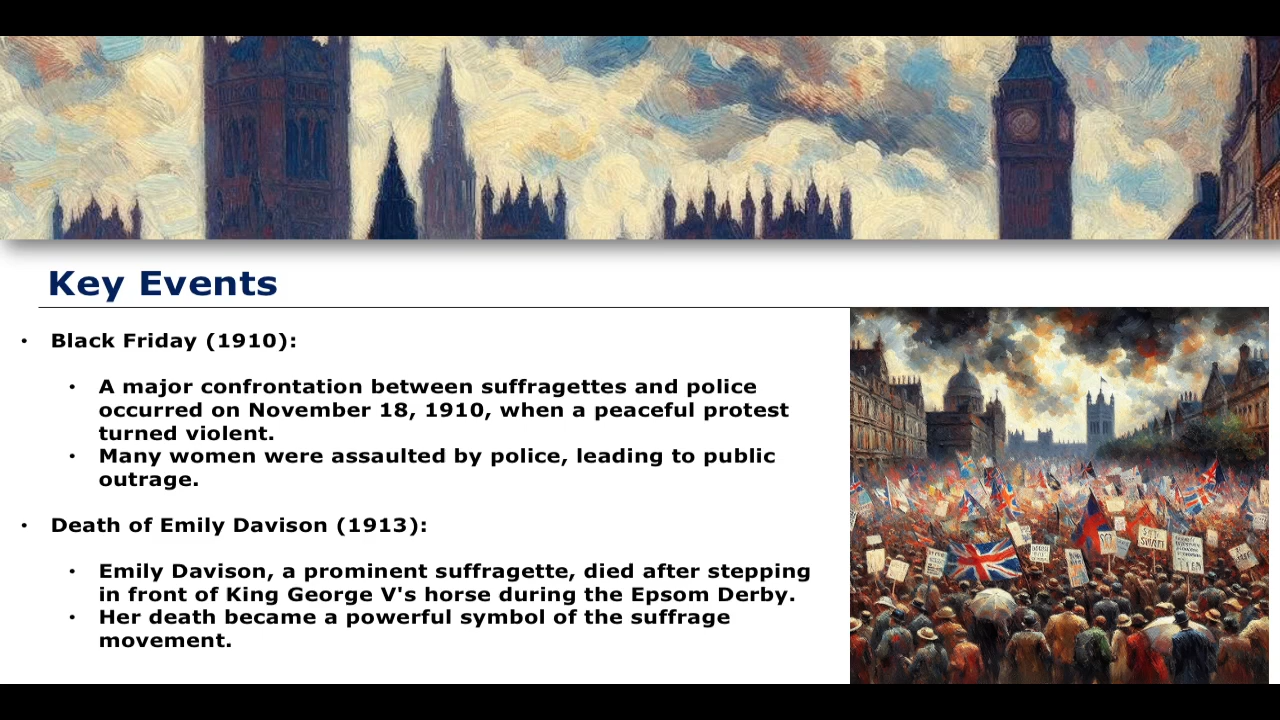 Key Events
• Black Friday (1910):
• A major confrontation between suffragettes and police
occurred on November 18, 1910, when a peaceful protest
turned violent.
• Many women were assaulted by police, leading to public
outrage.
• Death of Emily Davison (1913):
• Emily Davison, a prominent suffragette, died after stepping
in front of King George V's horse during the Epsom Derby.
• Her death became a powerful symbol of the suffrage
movement.